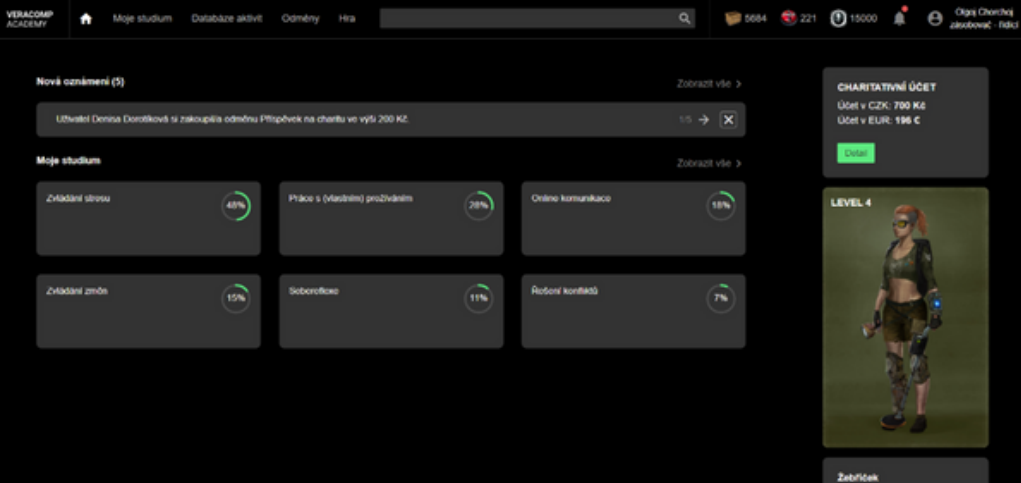 VERACOMP
ACADEMY
Moje studium
Databáze aktivit
Odměny
Hra
5684
221
15000
Olgoj Chorchoj
zásobovač - řídící
Nová oznámení (5)
Zobrazit vše >
Uživatel Denisa Dorotíková si zakoupil/a odměnu Příspěvek na charitu ve výši 200 Kč.
1/5
Moje studium
Zobrazit vše >
Zvládání stresu
48%
Práce s (vlastním) prožíváním
28%
Online komunikace
18%
Zvládání změn
15%
Sebereflexe
11%
Řešení konfliktů
7%
CHARITATIVNÍ ÚČET
Účet v CZK: 700 Kč
Účet v EUR: 196 €
Detail
LEVEL 4
Žebříček